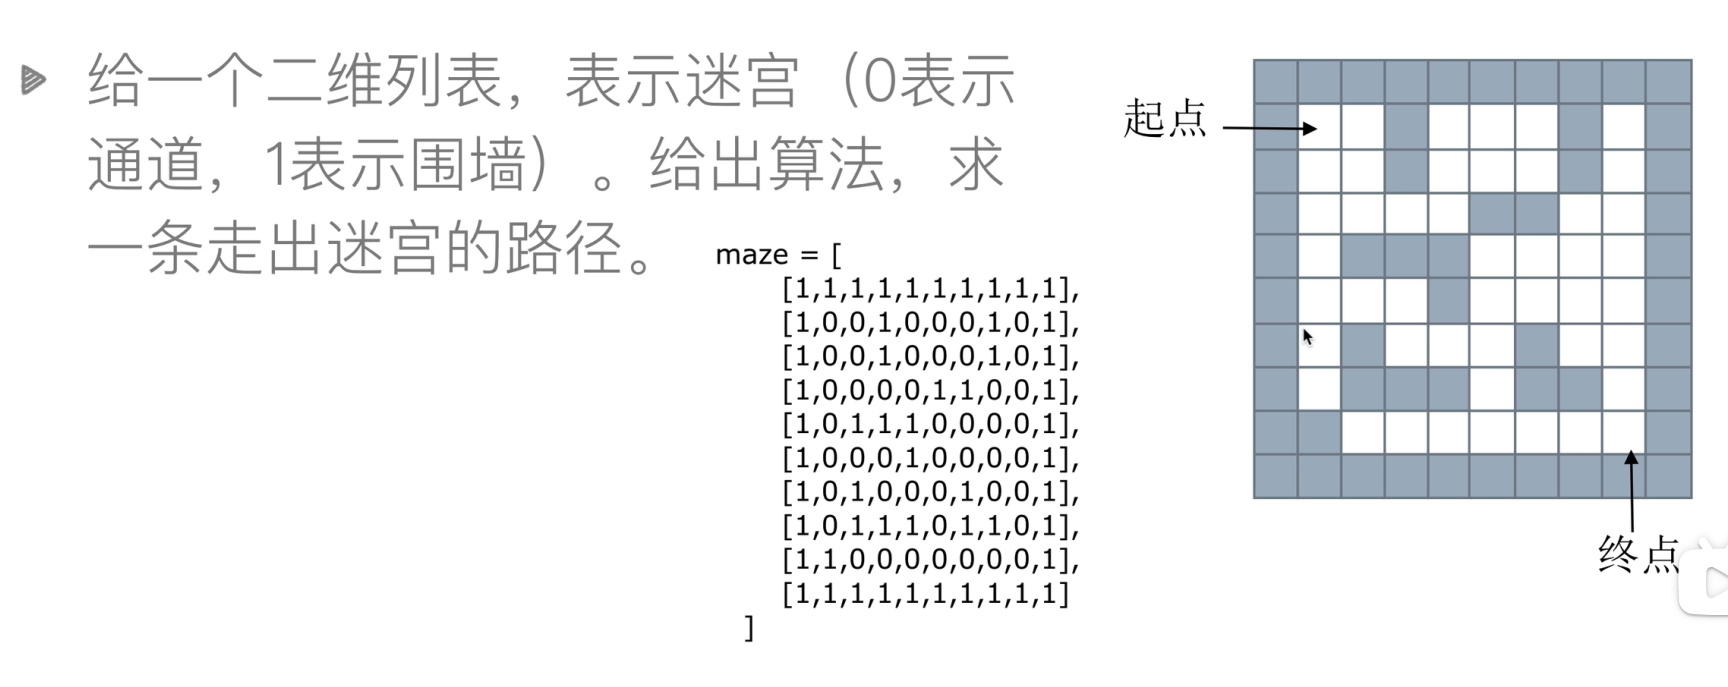 给一个二维列表，表示迷宫（0表示
通道，1表示围墙）。给出算法，求
一条走出迷宫的路径。
maze = [
[1,1,1,1,1,1,1,1,1,1],
[1,0,0,1,0,0,0,1,0,1],
[1,0,0,1,0,0,0,1,0,1],
[1,0,0,0,0,1,1,0,0,1],
[1,0,1,1,1,0,0,0,0,1],
[1,0,0,0,1,0,0,0,0,1],
[1,0,1,0,0,0,1,0,0,1],
[1,0,1,1,1,0,1,1,0,1],
[1,1,0,0,0,0,0,0,0,1],
[1,1,1,1,1,1,1,1,1,1]
]
起点
终点